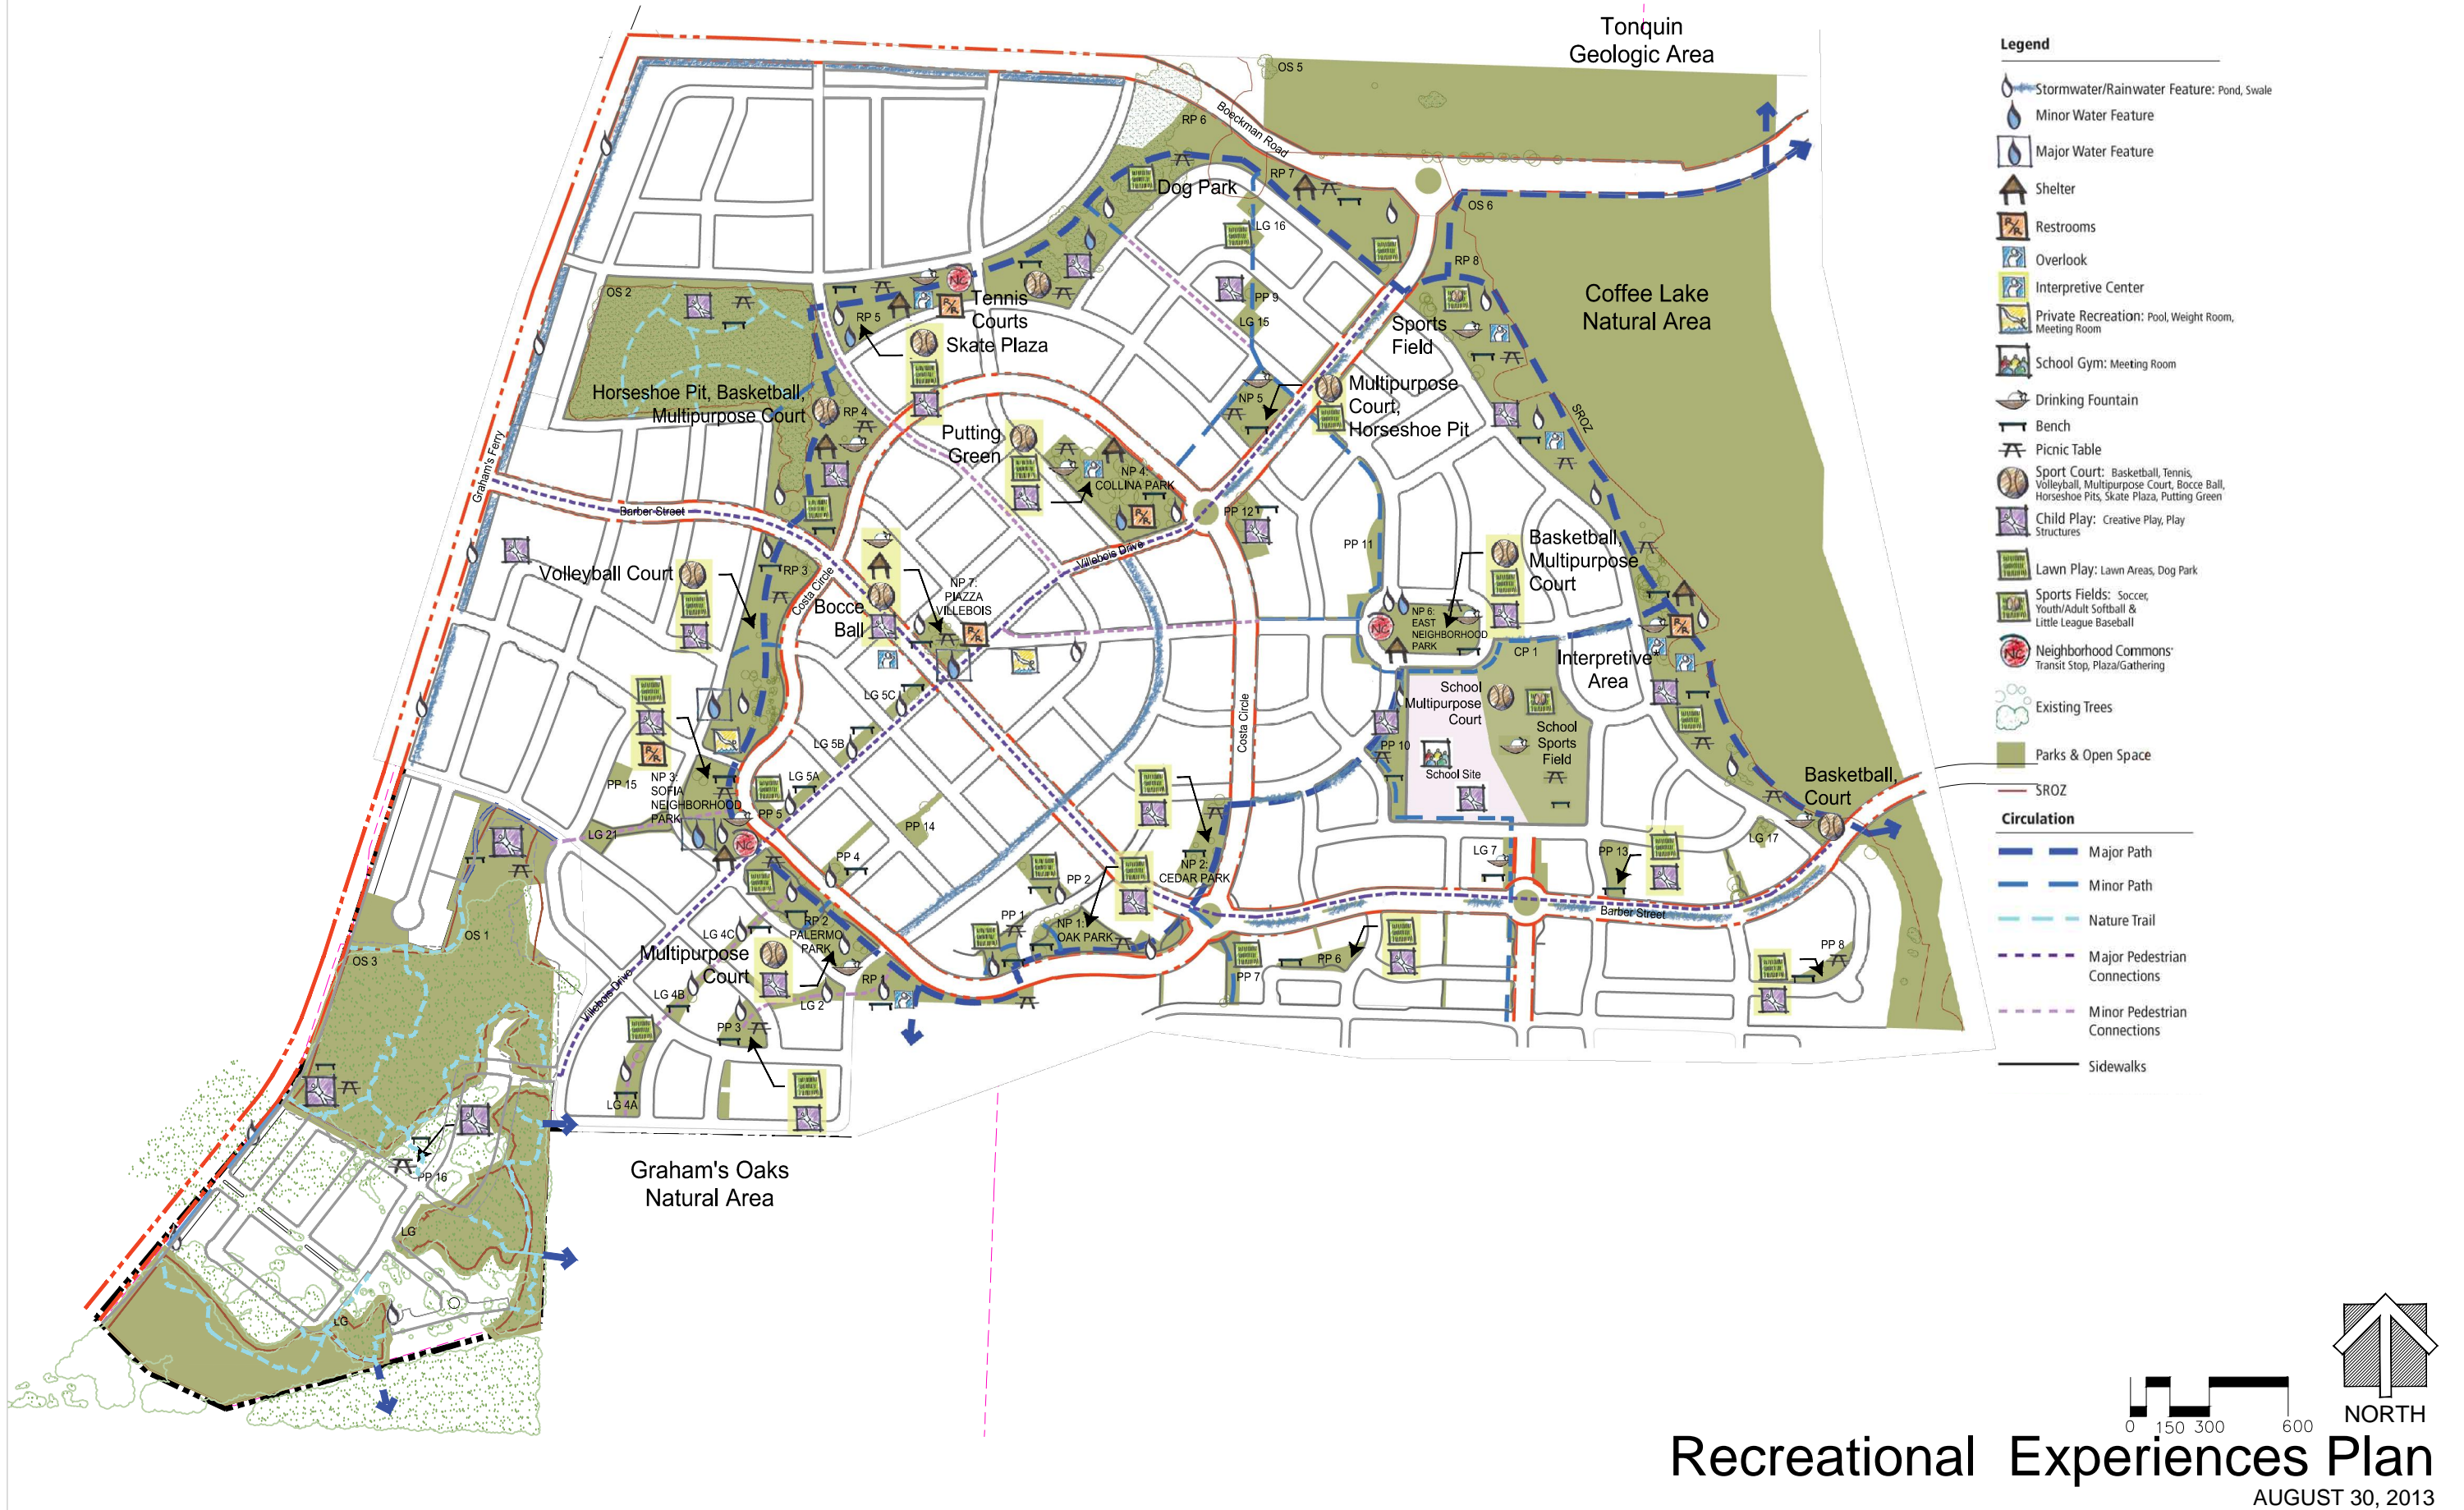 Tonquin
Geologic Area
OS 5
Boeckman Road
RP 6
Dog Park
RP 7
OS 6
LG 16
RP 8
OS 2
NC
R/R
Tennis
Courts
Skate Plaza
RP 5
PP 9
LG 15
Sports
Field
Coffee Lake
Natural Area
Horseshoe Pit, Basketball,
Multipurpose Court
RP 4
Putting
Green
NP 5
Multipurpose
Court,
Horseshoe Pit
SROZ
Graham's Ferry
NP 4:
COLLINA PARK
R/R
Barber Street
PP 12
PP 11
Villebois Drive
Basketball,
Multipurpose
Court
Volleyball Court
RP 3
Costa Circle
Bocce
Ball
NP 7:
PIAZZA
VILLEBOIS
R/R
NC
NP 6:
EAST
NEIGHBORHOOD
PARK
R/R
CP 1
Interpretive*
Area
LG 5C
School
Multipurpose
Court
School
Sports
Field
Costa Circle
LG 5B
PP 10
School Site
R/R
PP 15
NP 3:
SOFIA
NEIGHBORHOOD
PARK
LG 5A
PP 5
Basketball,
Court
LG 21
NC
PP 14
PP 4
LG 7
PP 13
LG 17
NP 2:
CEDAR PARK
PP 2
PP 1
NP 1:
OAK PARK
Barber Street
RP 2
PALERMO
PARK
LG 4C
Multipurpose
Court
OS 1
OS 3
PP 6
PP 7
PP 8
RP 1
LG 4B
LG 2
PP 3
Villebois Drive
LG 4A
PP 16
LG
LG
Graham's Oaks
Natural Area
Legend
Stormwater/Rainwater Feature: Pond, Swale
Minor Water Feature
Major Water Feature
Shelter
R/R
Restrooms
Overlook
Interpretive Center
Private Recreation: Pool, Weight Room,
Meeting Room
School Gym: Meeting Room
Drinking Fountain
Bench
Picnic Table
Sport Court: Basketball, Tennis,
Volleyball, Multipurpose Court, Bocce Ball,
Horseshoe Pits, Skate Plaza, Putting Green
Child Play: Creative Play, Play
Structures
Lawn Play: Lawn Areas, Dog Park
Sports Fields: Soccer,
Youth/Adult Softball &
Little League Baseball
NC
Neighborhood Commons:
Transit Stop, Plaza/Gathering
Existing Trees
Parks & Open Space
SROZ
Circulation
Major Path
Minor Path
Nature Trail
Major Pedestrian
Connections
Minor Pedestrian
Connections
Sidewalks
0 150 300 600
NORTH
Recreational Experiences Plan
AUGUST 30, 2013